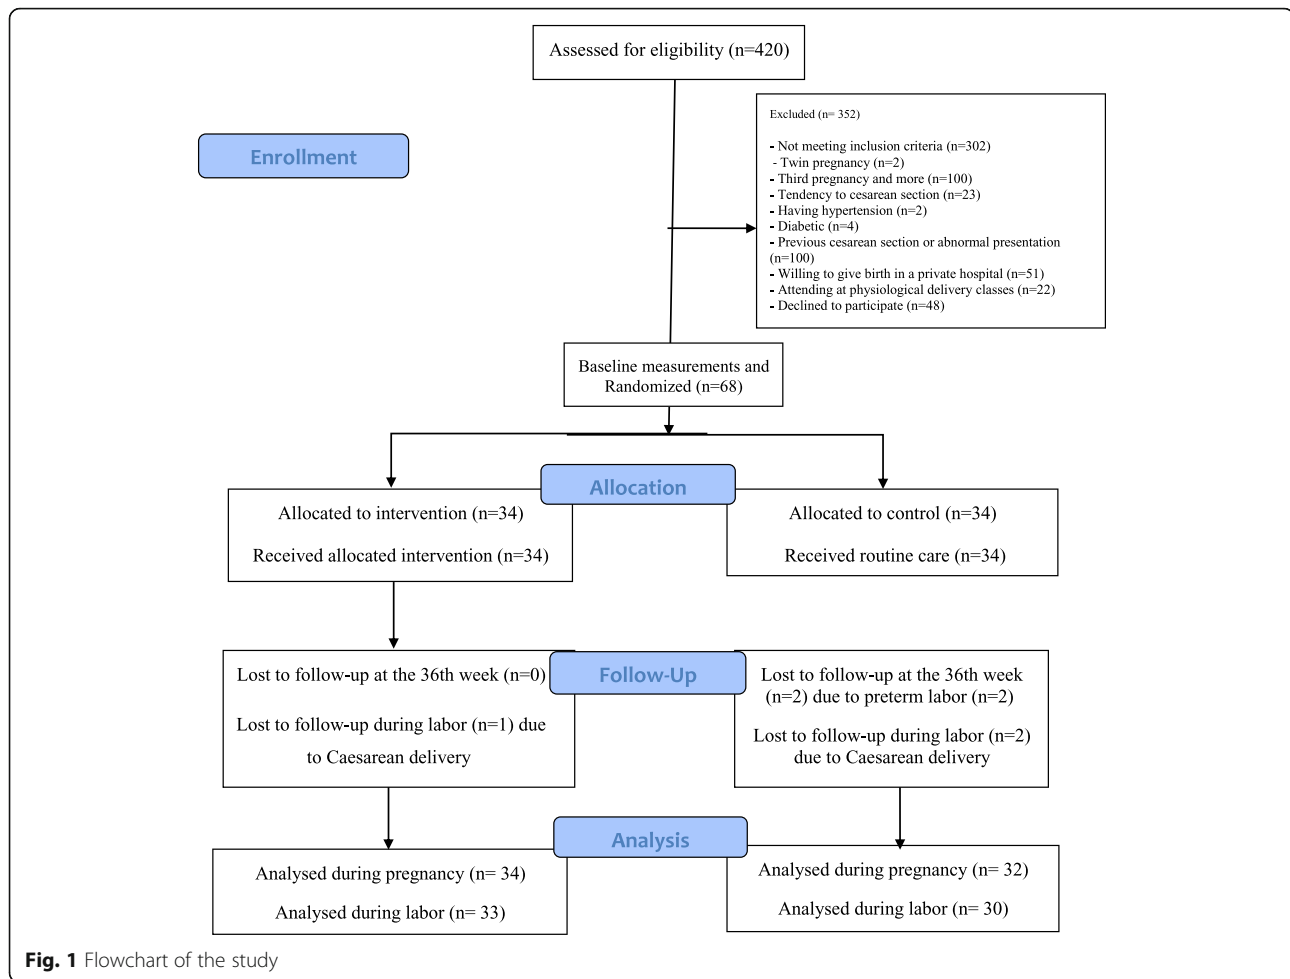 Assessed for eligibility (n=420)
Excluded (n= 352)
- Not meeting inclusion criteria (n=302)
- Twin pregnancy (n=2)
- Third pregnancy and more (n=100)
- Tendency to cesarean section (n=23)
- Having hypertension (n=2)
- Diabetic (n=4)
- Previous cesarean section or abnormal presentation
(n=100)
- Willing to give birth in a private hospital (n=51)
- Attending at physiological delivery classes (n=22)
- Declined to participate (n=48)
Enrollment
Baseline measurements and
Randomized (n=68)
Allocation
Allocated to intervention (n=34)
Received allocated intervention (n=34)
Allocated to control (n=34)
Received routine care (n=34)
Follow-Up
Lost to follow-up at the 36th week (n=0)
Lost to follow-up during labor (n=1) due
to Caesarean delivery
Lost to follow-up at the 36th week
(n=2) due to preterm labor (n=2)
Lost to follow-up during labor (n=2)
due to Caesarean delivery
Analysis
Analysed during pregnancy (n= 34)
Analysed during labor (n= 33)
Analysed during pregnancy (n= 32)
Analysed during labor (n= 30)
Fig. 1 Flowchart of the study